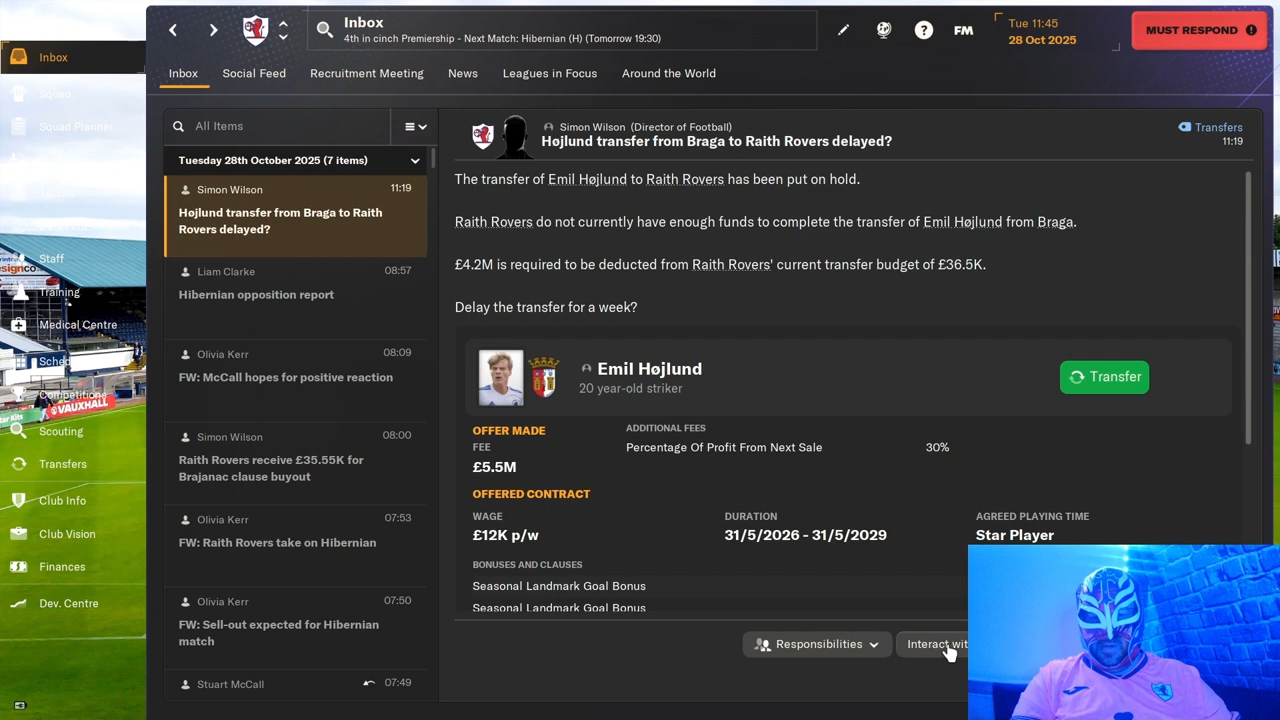 Inbox
4th in cinch Premiership - Next Match: Hibernian (H) (Tomorrow 19:30)
?
FM
Tue 11:45
28 Oct 2025
MUST RESPOND
Inbox
Social Feed
Recruitment Meeting
News
Leagues in Focus
Around the World
Inbox
Squad
Squad Planner
Staff
Training
Medical Centre
Sched
Competitions
VAUXHALL
Scouting
Transfers
Club Info
Club Vision
Finances
Dev. Centre
All Items
Tuesday 28th October 2025 (7 items)
Simon Wilson 11:19
Højlund transfer from Braga to Raith
Rovers delayed?
Liam Clarke 08:57
Hibernian opposition report
Olivia Kerr 08:09
FW: McCall hopes for positive reaction
Simon Wilson 08:00
Raith Rovers receive £35.55K for
Brajanac clause buyout
Olivia Kerr 07:53
FW: Raith Rovers take on Hibernian
Olivia Kerr 07:50
FW: Sell-out expected for Hibernian
match
Stuart McCall 07:49
Simon Wilson (Director of Football)
Højlund transfer from Braga to Raith Rovers delayed?
Transfers
11:19
The transfer of Emil Højlund to Raith Rovers has been put on hold.
Raith Rovers do not currently have enough funds to complete the transfer of Emil Højlund from Braga.
£4.2M is required to be deducted from Raith Rovers' current transfer budget of £36.5K.
Delay the transfer for a week?
Emil Højlund
20 year-old striker
Transfer
OFFER MADE
FEE
£5.5M
ADDITIONAL FEES
Percentage Of Profit From Next Sale 30%
OFFERED CONTRACT
WAGE
£12K p/w
DURATION
31/5/2026 - 31/5/2029
AGREED PLAYING TIME
Star Player
BONUSES AND CLAUSES
Seasonal Landmark Goal Bonus
Seasonal Landmark Goal Bonus
Responsibilities
Interact wit